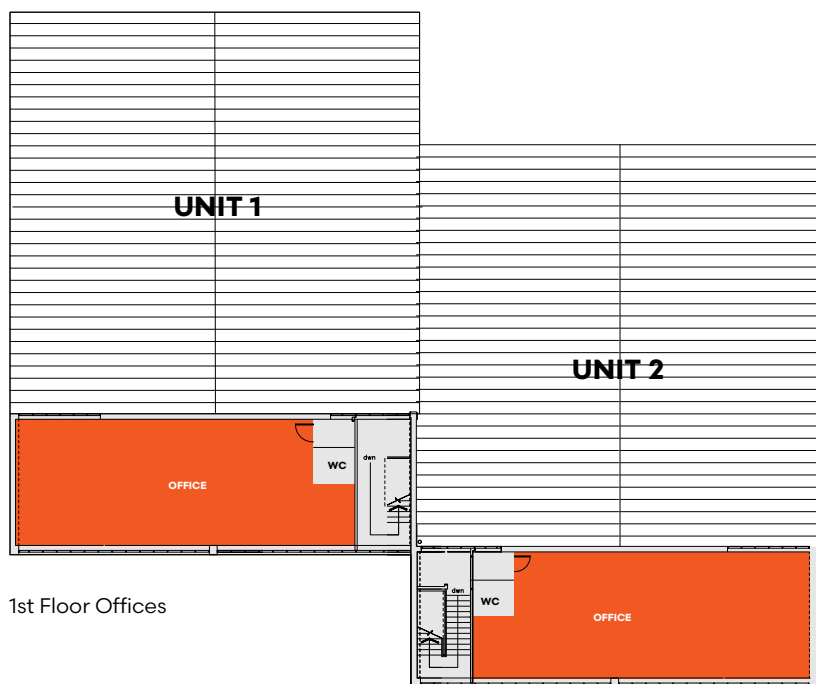 UNIT 1
UNIT 2
dwn
WC
OFFICE
dwn
WC
1st Floor Offices
OFFICE